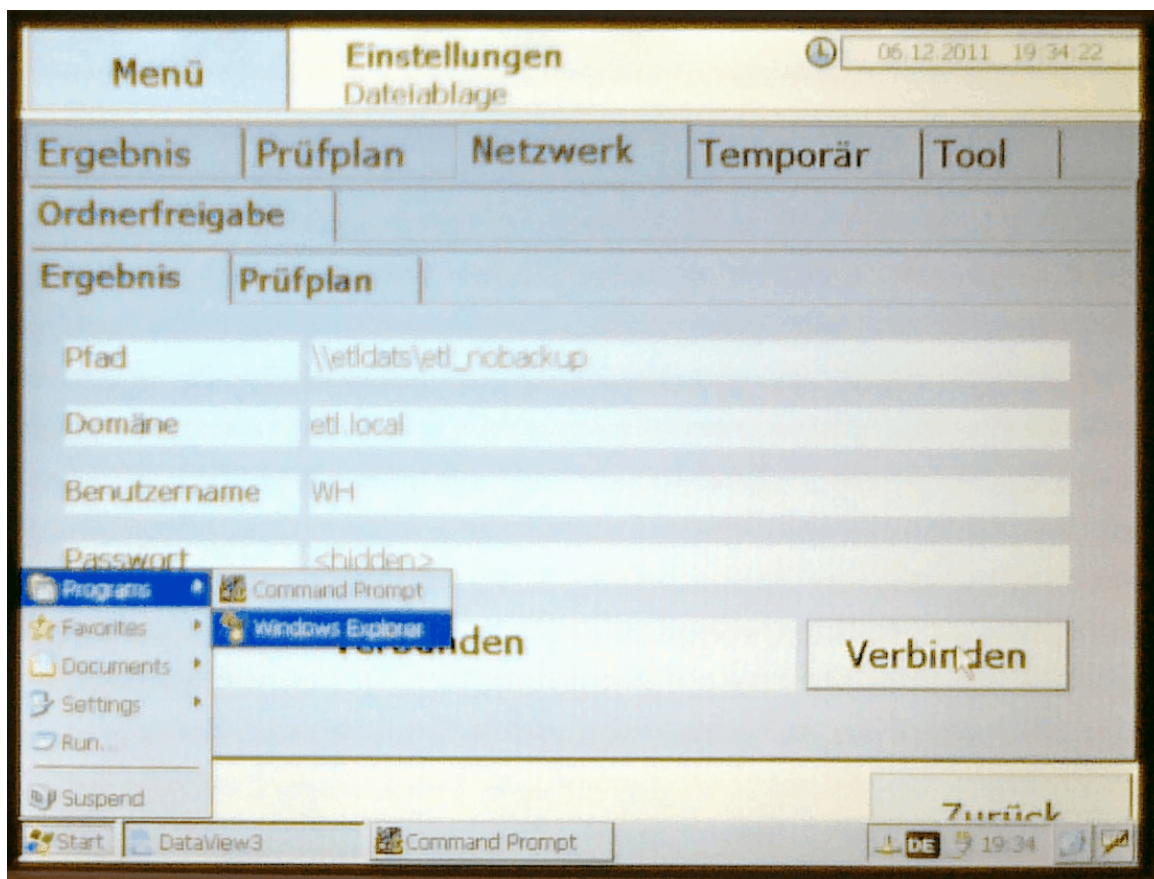 Menü
Einstellungen
Dateiablage
06.12.2011 19:34:22
Ergebnis Prüfplan Netzwerk Temporär Tool
Ordnerfreigabe
Ergebnis Prüfplan
Pfad \\etldats\etl_nobackup
Domäne etl.local
Benutzername WH
Passwort <hidden>
Programs Command Prompt
Favorites Windows Explorer
Documents
Settings
Run...
Suspend
Verbinden
Zurück
Start DataView3 Command Prompt DE 19:34